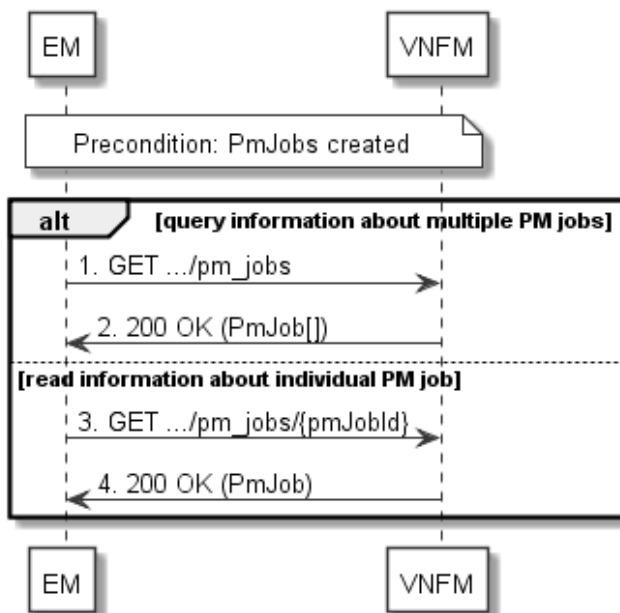 EM VNFM
Precondition: PmJobs created
alt [query information about multiple PM jobs]
1. GET .../pm_jobs
2. 200 OK (PmJob[])
[read information about individual PM job]
3. GET .../pm_jobs/{pmJobId}
4. 200 OK (PmJob)
EM VNFM